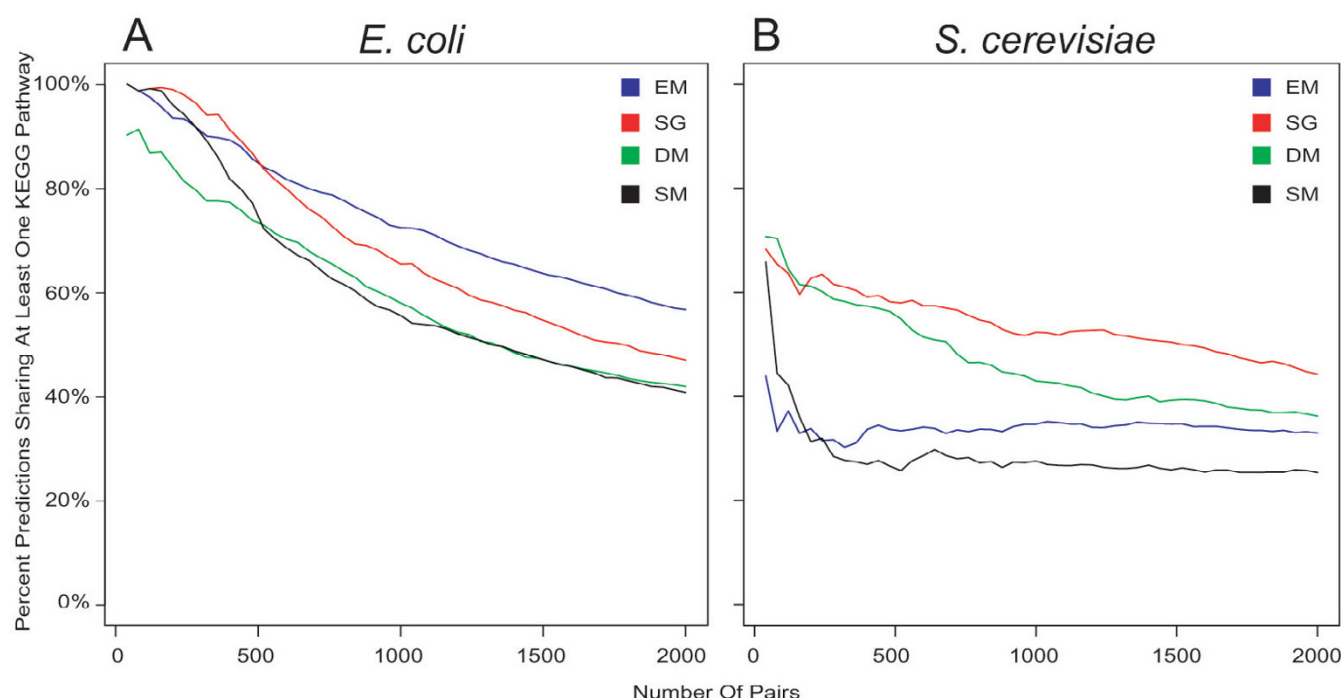 A
E. coli
B
S. cerevisiae
Percent Predictions Sharing At Least One KEGG Pathway
100%
80%
60%
40%
20%
0%
EM
SG
DM
SM
EM
SG
DM
SM
0 500 1000 1500 2000
0 500 1000 1500 2000
Number Of Pairs